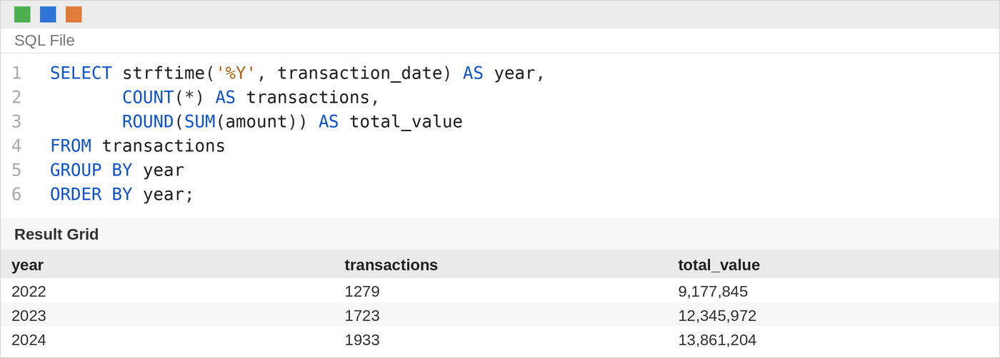 SQL File
1 SELECT strftime('%Y', transaction_date) AS year,
2 COUNT(*) AS transactions,
3 ROUND(SUM(amount)) AS total_value
4 FROM transactions
5 GROUP BY year
6 ORDER BY year;
Result Grid
year transactions total_value
2022 1279 9,177,845
2023 1723 12,345,972
2024 1933 13,861,204